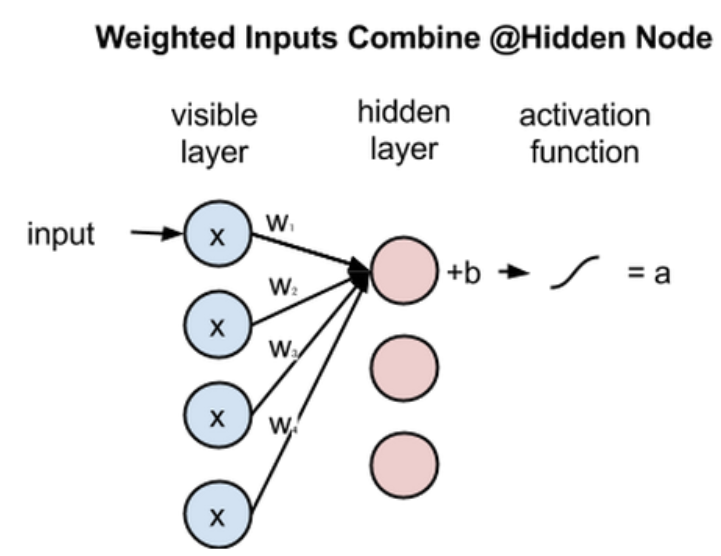 Weighted Inputs Combine @Hidden Node
visible
layer
hidden
layer
activation
function
input
x
w₁
+b
= a
x
w₂
x
w₃
x
w₄